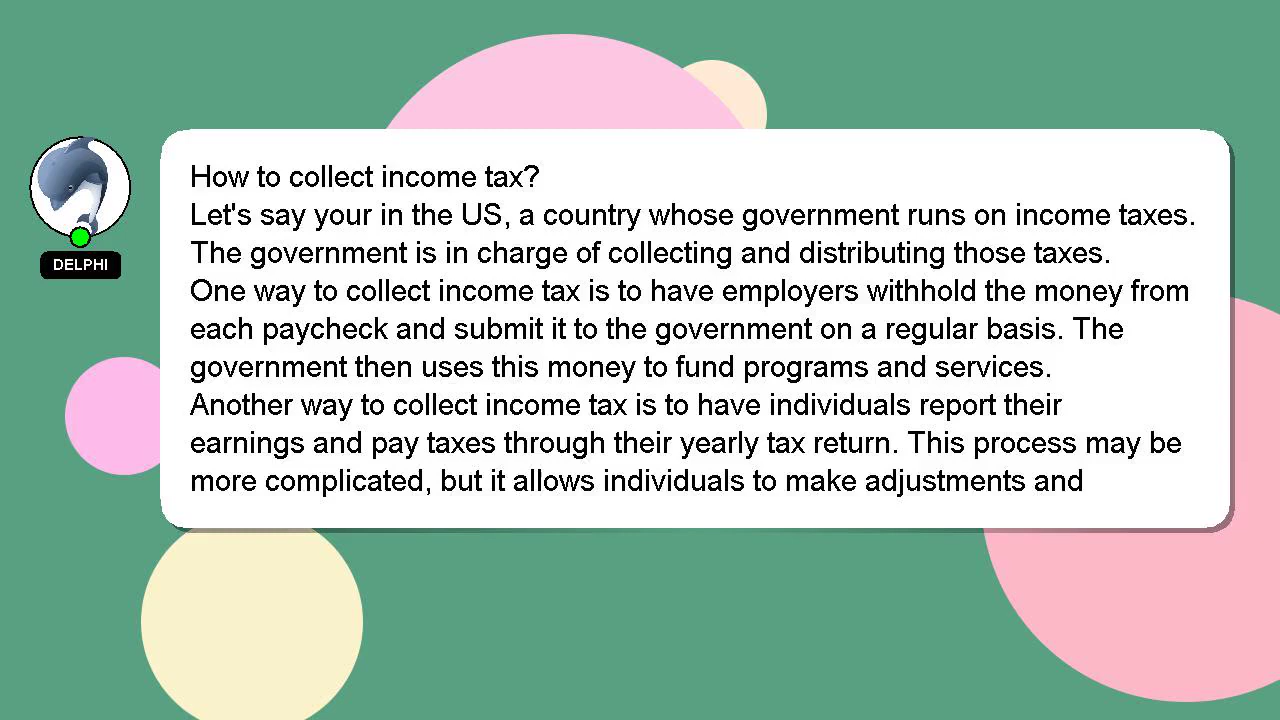 How to collect income tax?
Let's say your in the US, a country whose government runs on income taxes.
The government is in charge of collecting and distributing those taxes.
One way to collect income tax is to have employers withhold the money from
each paycheck and submit it to the government on a regular basis. The
government then uses this money to fund programs and services.
Another way to collect income tax is to have individuals report their
earnings and pay taxes through their yearly tax return. This process may be
more complicated, but it allows individuals to make adjustments and
DELPHI